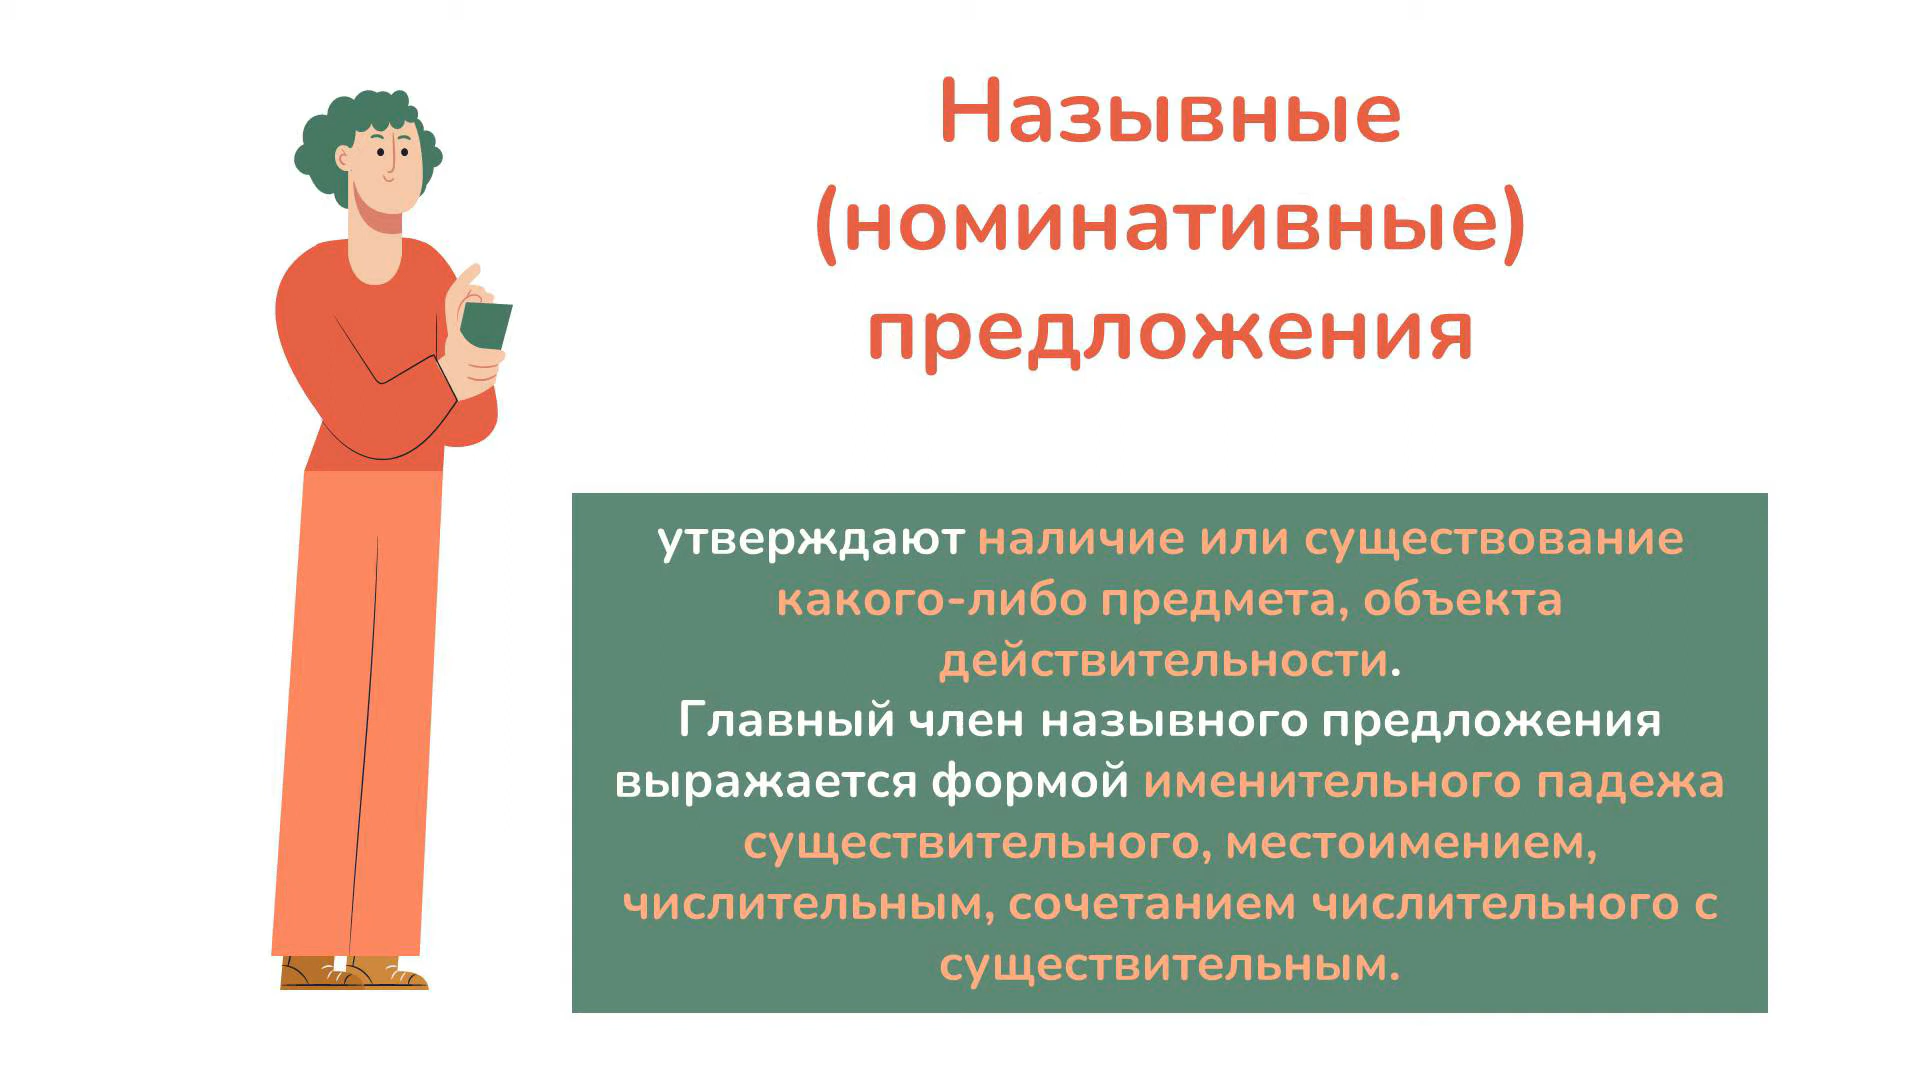 Назывные
(номинативные)
предложения
утверждают наличие или существование
какого-либо предмета, объекта
действительности.
Главный член назывного предложения
выражается формой именительного падежа
существительного, местоимением,
числительным, сочетанием числительного с
существительным.